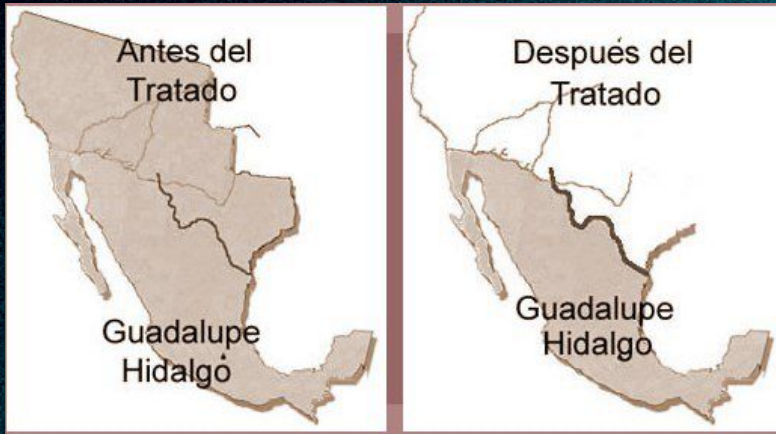 Antes del
Tratado
Guadalupe
Hidalgo
Después del
Tratado
Guadalupe
Hidalgo